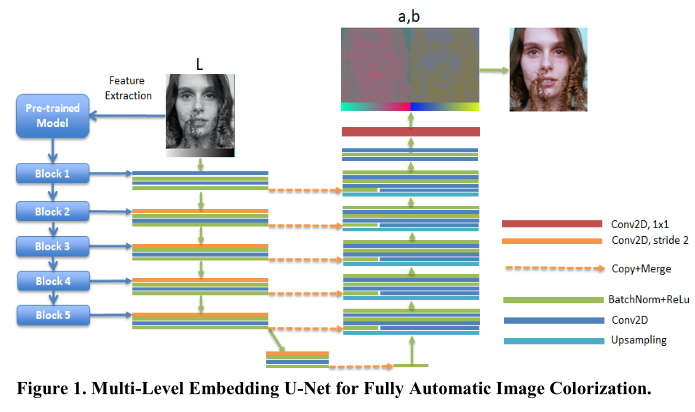 a,b
L
Feature
Extraction
Pre-trained
Model
Block 1
Block 2
Block 3
Block 4
Block 5
Conv2D, 1x1
Conv2D, stride 2
Copy+Merge
BatchNorm+ReLu
Conv2D
Upsampling
Figure 1. Multi-Level Embedding U-Net for Fully Automatic Image Colorization.